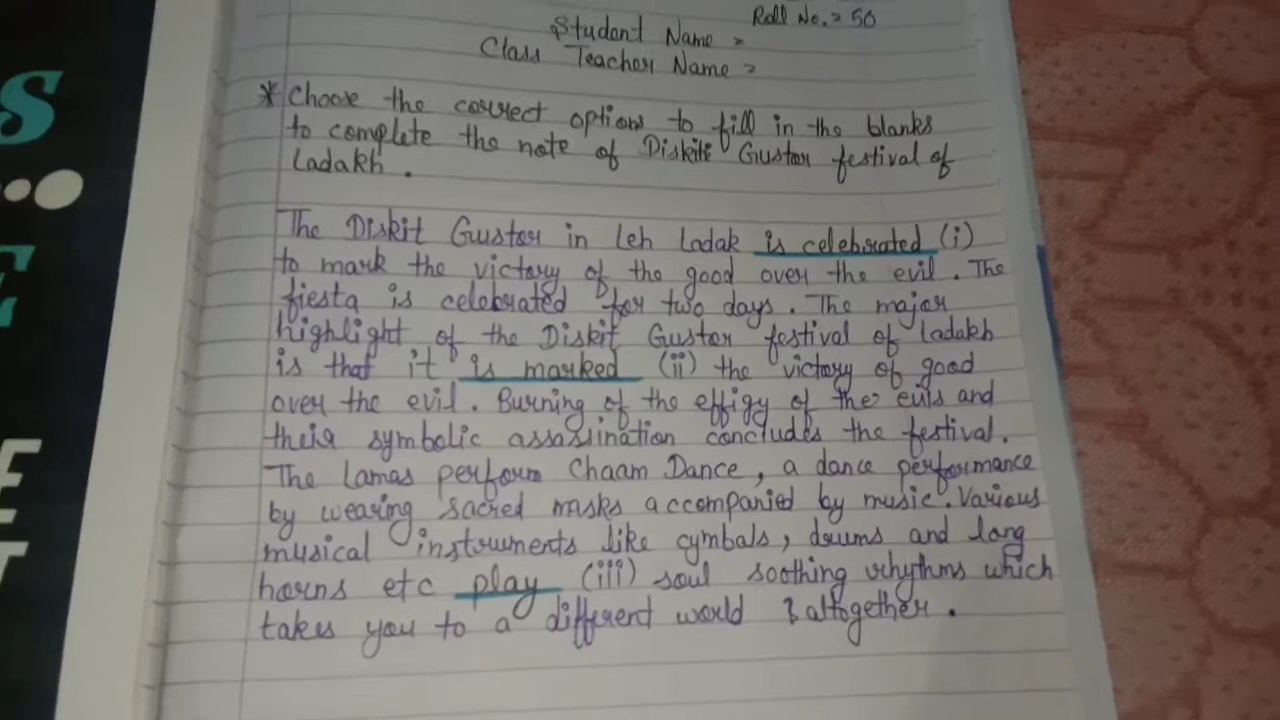 Roll No. = 50
Student Name =
Class Teacher Name =
* Choose the correct options to fill in the blanks
to complete the note of Diskit Gustor festival of
Ladakh.
The Diskit Gustor in Leh Ladak is celebrated (i)
to mark the victory of the good over the evil. The
fiesta is celebrated for two days. The major
highlight of the Diskit Gustor festival of Ladakh
is that it is marked (ii) the victory of good
over the evil. Burning of the effigy of the evils and
their symbolic assassination concludes the festival.
The Lamas perform Chaam Dance, a dance performance
by wearing sacred masks accompanied by music. Various
musical instruments like cymbals, drums and long
horns etc play (iii) soul soothing rhythms which
takes you to a different world altogether.
S
E
E
T